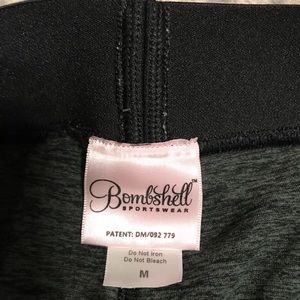 Bombshell™
SPORTSWEAR
PATENT: DM/092 779
Do Not Iron
Do Not Bleach
M